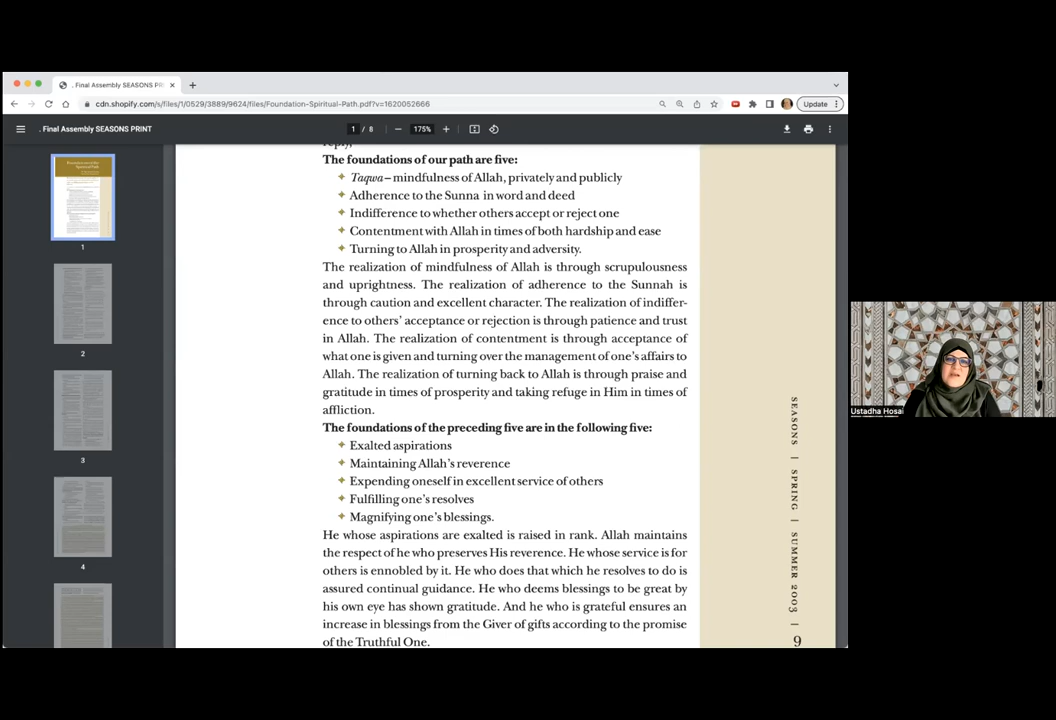 . Final Assembly SEASONS PRI
cdn.shopify.com/s/files/1/0529/3889/9624/files/Foundation-Spiritual-Path.pdf?v=1620052666
Update
. Final Assembly SEASONS PRINT
1 / 8
175%
reply,
The foundations of our path are five:
Taqwa – mindfulness of Allah, privately and publicly
Adherence to the Sunna in word and deed
Indifference to whether others accept or reject one
Contentment with Allah in times of both hardship and ease
Turning to Allah in prosperity and adversity.
The realization of mindfulness of Allah is through scrupulousness
and uprightness. The realization of adherence to the Sunnah is
through caution and excellent character. The realization of indiffer-
ence to others’ acceptance or rejection is through patience and trust
in Allah. The realization of contentment is through acceptance of
what one is given and turning over the management of one’s affairs to
Allah. The realization of turning back to Allah is through praise and
gratitude in times of prosperity and taking refuge in Him in times of
affliction.
The foundations of the preceding five are in the following five:
Exalted aspirations
Maintaining Allah’s reverence
Expending oneself in excellent service of others
Fulfilling one’s resolves
Magnifying one’s blessings.
He whose aspirations are exalted is raised in rank. Allah maintains
the respect of he who preserves His reverence. He whose service is for
others is ennobled by it. He who does that which he resolves to do is
assured continual guidance. He who deems blessings to be great by
his own eye has shown gratitude. And he who is grateful ensures an
increase in blessings from the Giver of gifts according to the promise
of the Truthful One.
SEASONS | SPRING | SUMMER 2003 |
9
1
2
3
4
Ustadha Hosai